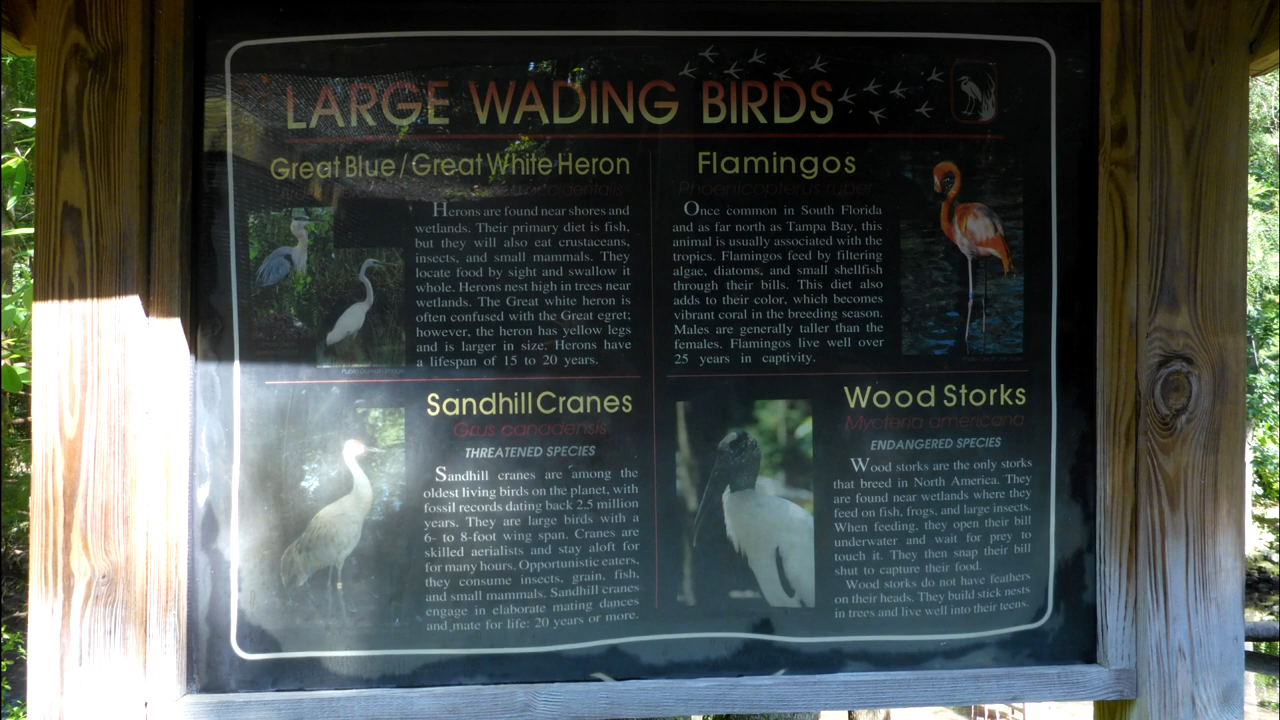 LARGE WADING BIRDS
Great Blue / Great White Heron
occidentalis
Herons are found near shores and
wetlands. Their primary diet is fish,
but they will also eat crustaceans,
insects, and small mammals. They
locate food by sight and swallow it
whole. Herons nest high in trees near
wetlands. The Great white heron is
often confused with the Great egret;
however, the heron has yellow legs
and is larger in size. Herons have
a lifespan of 15 to 20 years.
Flamingos
Phoenicopterus ruber
Once common in South Florida
and as far north as Tampa Bay, this
animal is usually associated with the
tropics. Flamingos feed by filtering
algae, diatoms, and small shellfish
through their bills. This diet also
adds to their color, which becomes
vibrant coral in the breeding season.
Males are generally taller than the
females. Flamingos live well over
25 years in captivity.
Sandhill Cranes
Grus canadensis
THREATENED SPECIES
Sandhill cranes are among the
oldest living birds on the planet, with
fossil records dating back 2.5 million
years. They are large birds with a
6- to 8-foot wing span. Cranes are
skilled aerialists and stay aloft for
for many hours. Opportunistic eaters,
they consume insects, grain, fish,
and small mammals. Sandhill cranes
engage in elaborate mating dances
and mate for life: 20 years or more.
Wood Storks
Mycteria americana
ENDANGERED SPECIES
Wood storks are the only storks
that breed in North America. They
are found near wetlands where they
feed on fish, frogs, and large insects.
When feeding, they open their bill
underwater and wait for prey to
touch it. They then snap their bill
shut to capture their food.
Wood storks do not have feathers
on their heads. They build stick nests
in trees and live well into their teens.